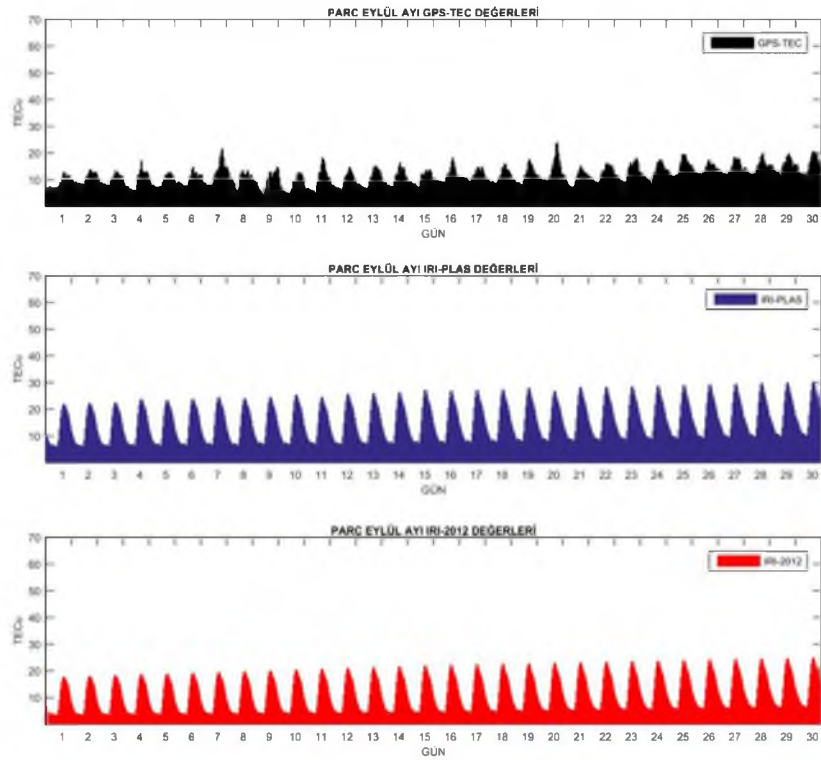 PARC EYLÜL AYI GPS-TEC DEĞERLERİ
70
60
50
40
30
20
10
TECu
GPS-TEC
1 2 3 4 5 6 7 8 9 10 11 12 13 14 15 16 17 18 19 20 21 22 23 24 25 26 27 28 29 30
GÜN
PARC EYLÜL AYI IRI-PLAS DEĞERLERİ
70
60
50
40
30
20
10
TECu
IRI-PLAS
1 2 3 4 5 6 7 8 9 10 11 12 13 14 15 16 17 18 19 20 21 22 23 24 25 26 27 28 29 30
GÜN
PARC EYLÜL AYI IRI-2012 DEĞERLERİ
70
60
50
40
30
20
10
TECu
IRI-2012
1 2 3 4 5 6 7 8 9 10 11 12 13 14 15 16 17 18 19 20 21 22 23 24 25 26 27 28 29 30
GÜN